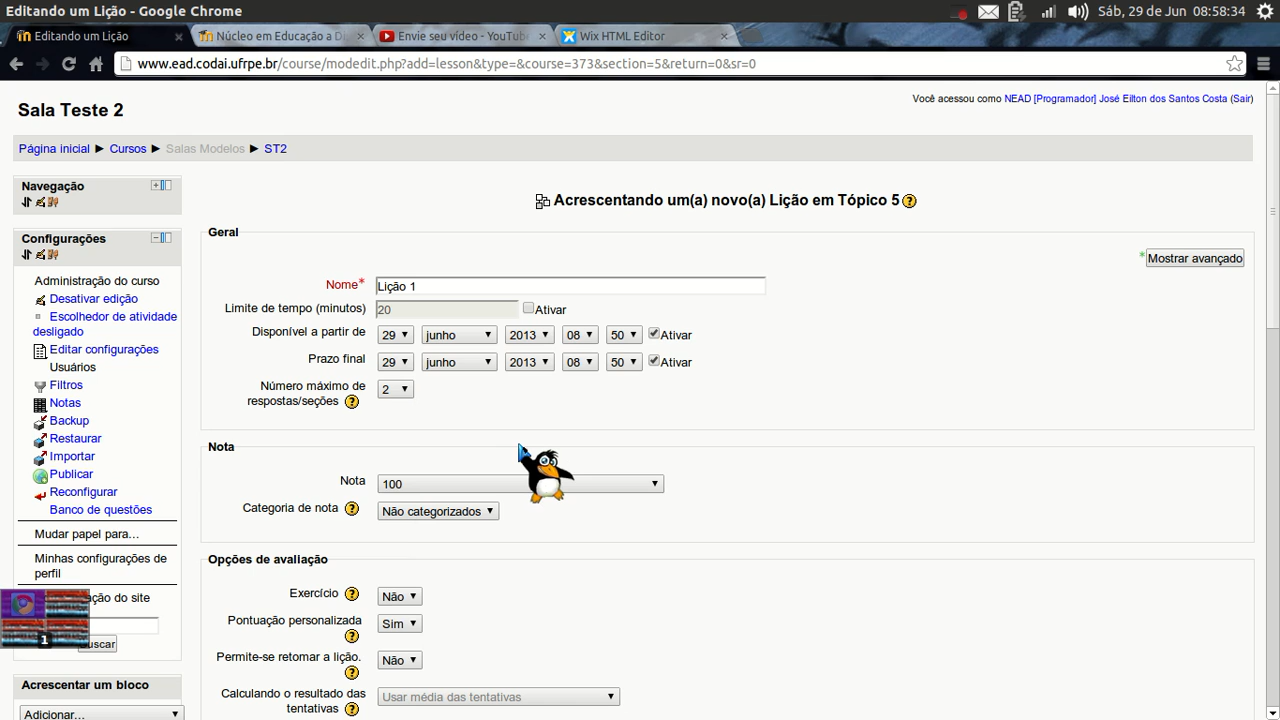 Editando um Lição - Google Chrome
Sáb, 29 de Jun 08:58:34
Editando um Lição
Núcleo em Educação a D
Envie seu vídeo - YouTub
Wix HTML Editor
www.ead.codai.ufrpe.br/course/modedit.php?add=lesson&type=&course=373&section=5&return=0&sr=0
Sala Teste 2
Você acessou como NEAD [Programador] José Eilton dos Santos Costa (Sair)
Página inicial ► Cursos ► Salas Modelos ► ST2
Navegação
Configurações
Administração do curso
Desativar edição
Escolhedor de atividade
desligado
Editar configurações
Usuários
Filtros
Notas
Backup
Restaurar
Importar
Publicar
Reconfigurar
Banco de questões
Mudar papel para...
Minhas configurações de
perfil
do site
1
Buscar
Acrescentar um bloco
Adicionar...
Acrescentando um(a) novo(a) Lição em Tópico 5
Geral
* Mostrar avançado
Nome* Lição 1
Limite de tempo (minutos) 20 Ativar
Disponível a partir de 29 junho 2013 08 50 Ativar
Prazo final 29 junho 2013 08 50 Ativar
Número máximo de
respostas/seções 2
Nota
Nota 100
Categoria de nota Não categorizados
Opções de avaliação
Exercício Não
Pontuação personalizada Sim
Permite-se retomar a lição. Não
Calculando o resultado das
tentativas Usar média das tentativas